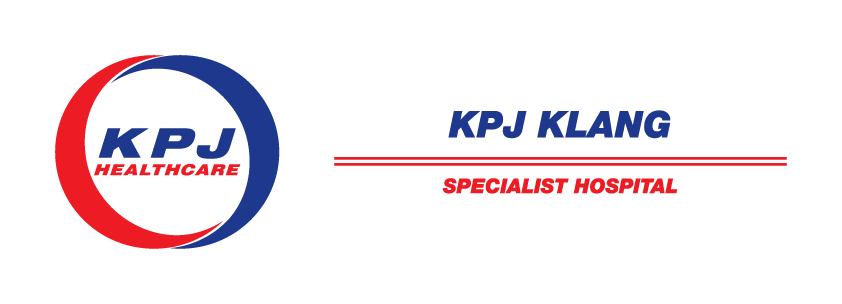 KPJ
HEALTHCARE
KPJ KLANG
SPECIALIST HOSPITAL